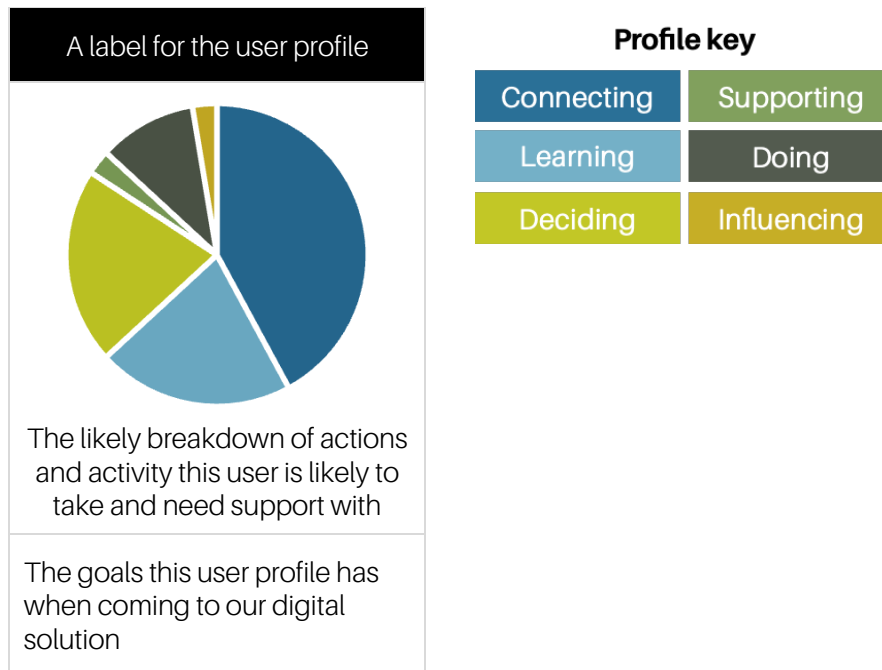 A label for the user profile
The likely breakdown of actions
and activity this user is likely to
take and need support with
The goals this user profile has
when coming to our digital
solution
Profile key
Connecting
Supporting
Learning
Doing
Deciding
Influencing